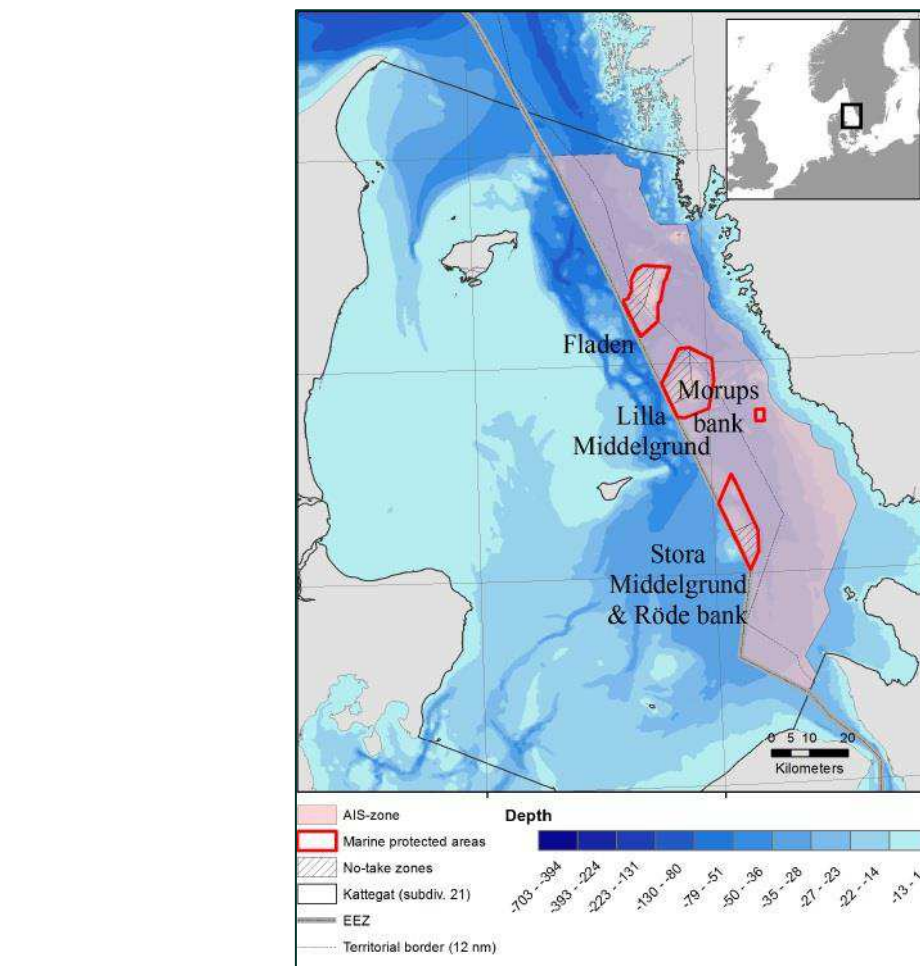 Fladen
Morups
bank
Lilla
Middelgrund
Stora
Middelgrund
& Röde bank
0 5 10 20
Kilometers
AIS-zone
Marine protected areas
No-take zones
Kattegat (subdiv. 21)
EEZ
Territorial border (12 nm)
Depth
-703 - -394
-393 - -224
-223 - -131
-130 - -80
-79 - -51
-50 - -36
-35 - -28
-27 - -23
-22 - -14
-13 - 1